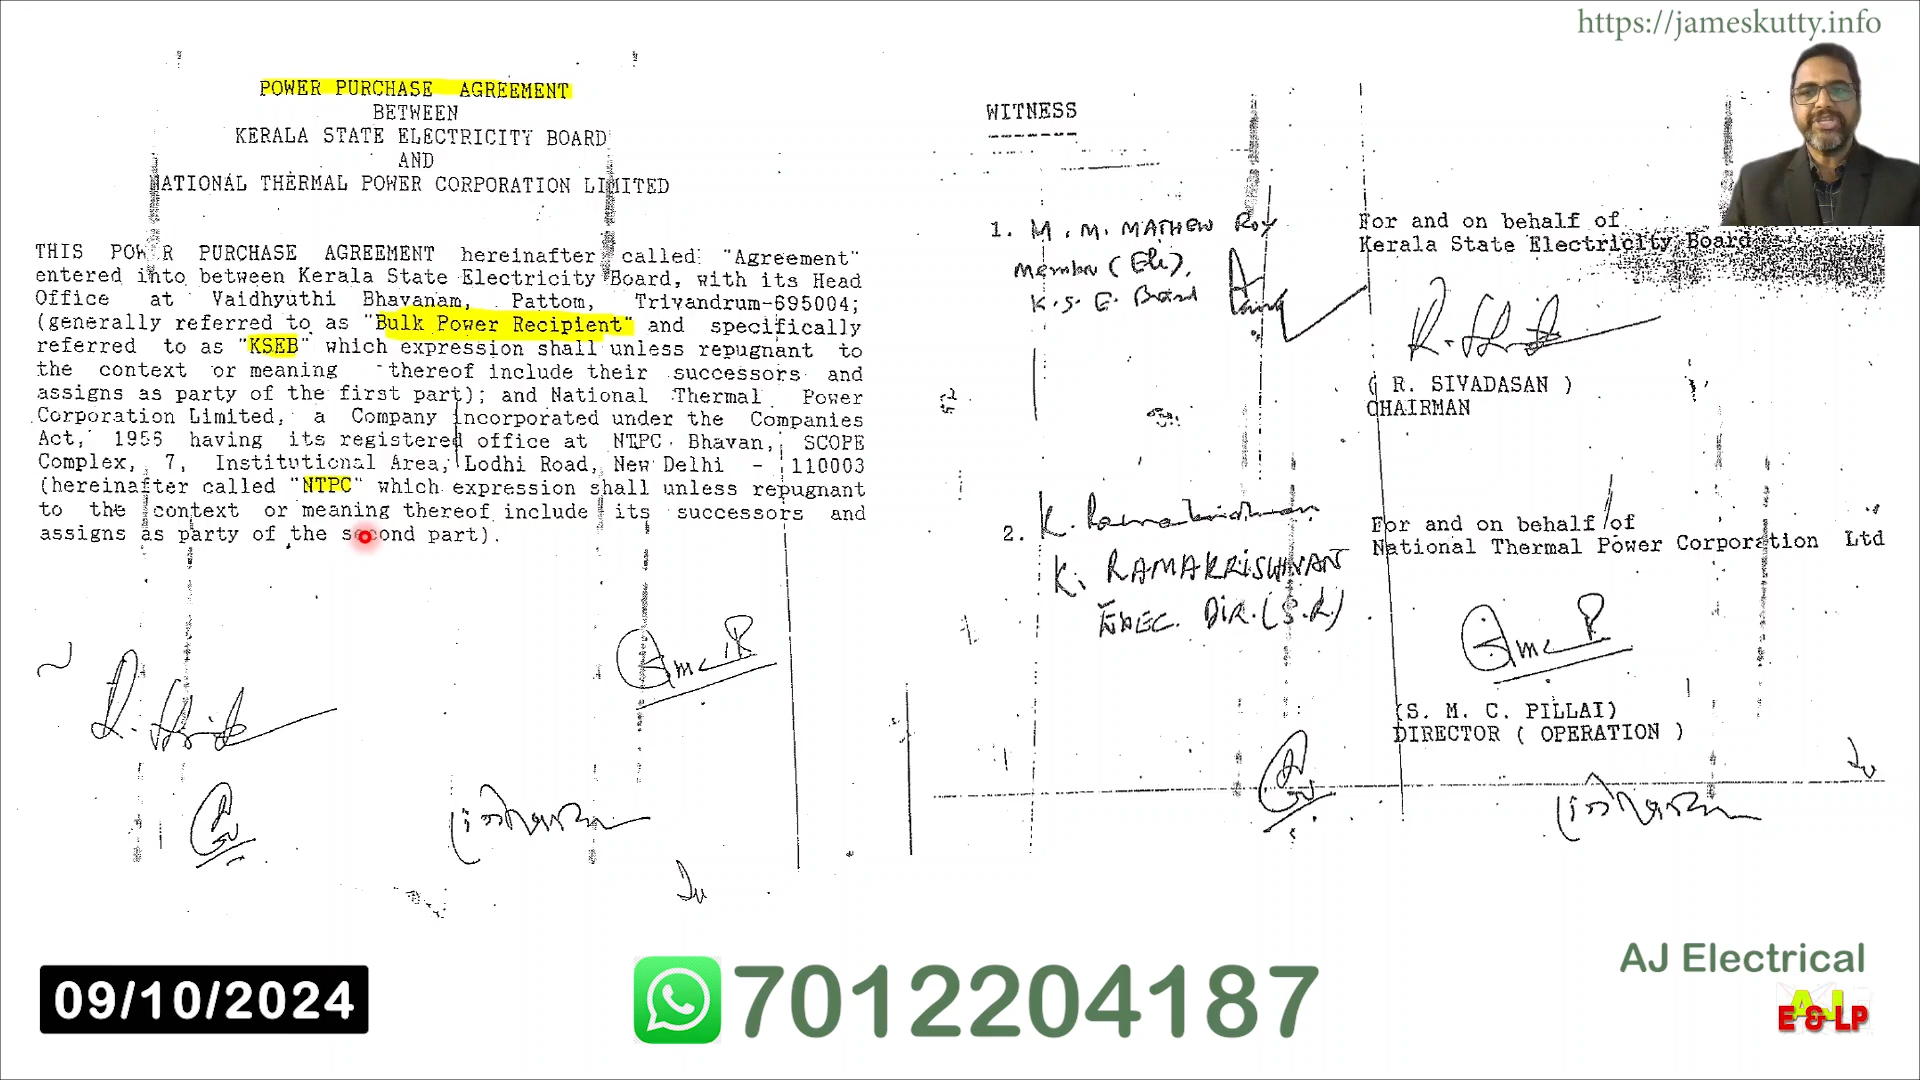 https://jameskutty.info
POWER PURCHASE AGREEMENT
BETWEEN
KERALA STATE ELECTRICITY BOARD
AND
NATIONAL THERMAL POWER CORPORATION LIMITED
THIS POWER PURCHASE AGREEMENT hereinafter called "Agreement"
entered into between Kerala State Electricity Board, with its Head
Office at Vaidhyuthi Bhavanam, Pattom, Trivandrum-695004;
(generally referred to as "Bulk Power Recipient" and specifically
referred to as "KSEB" which expression shall unless repugnant to
the context or meaning thereof include their successors and
assigns as party of the first part); and National Thermal Power
Corporation Limited, a Company incorporated under the Companies
Act, 1956 having its registered office at NTPC Bhavan, SCOPE
Complex, 7, Institutional Area, Lodhi Road, New Delhi - 110003
(hereinafter called "NTPC" which expression shall unless repugnant
to the context or meaning thereof include its successors and
assigns as party of the second part).
WITNESS
1. M. M. MATHEW ROY
Member (Ele),
K. S. E. Board
For and on behalf of
Kerala State Electricity Board
( R. SIVADASAN )
CHAIRMAN
2. K. Ramakrishnan
K. RAMAKRISHNAN
EXEC. DIR. (S.R)
For and on behalf of
National Thermal Power Corporation Ltd
(S. M. C. PILLAI)
DIRECTOR ( OPERATION )
09/10/2024
7012204187
AJ Electrical
AJ
E & LP